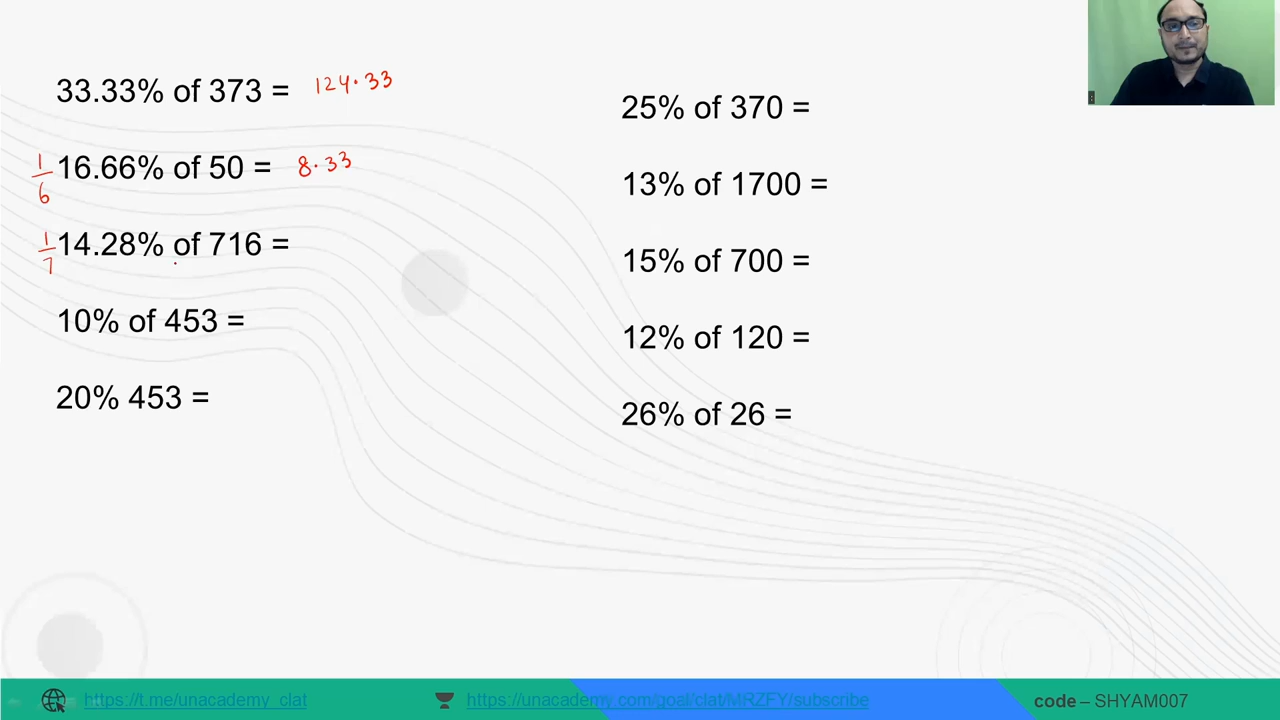 33.33% of 373 = 124.33
1/6 16.66% of 50 = 8.33
1/7 14.28% of 716 =
10% of 453 =
20% 453 =
25% of 370 =
13% of 1700 =
15% of 700 =
12% of 120 =
26% of 26 =
https://t.me/unacademy_clat
https://unacademy.com/goal/clat/MRZFY/subscribe
code – SHYAM007